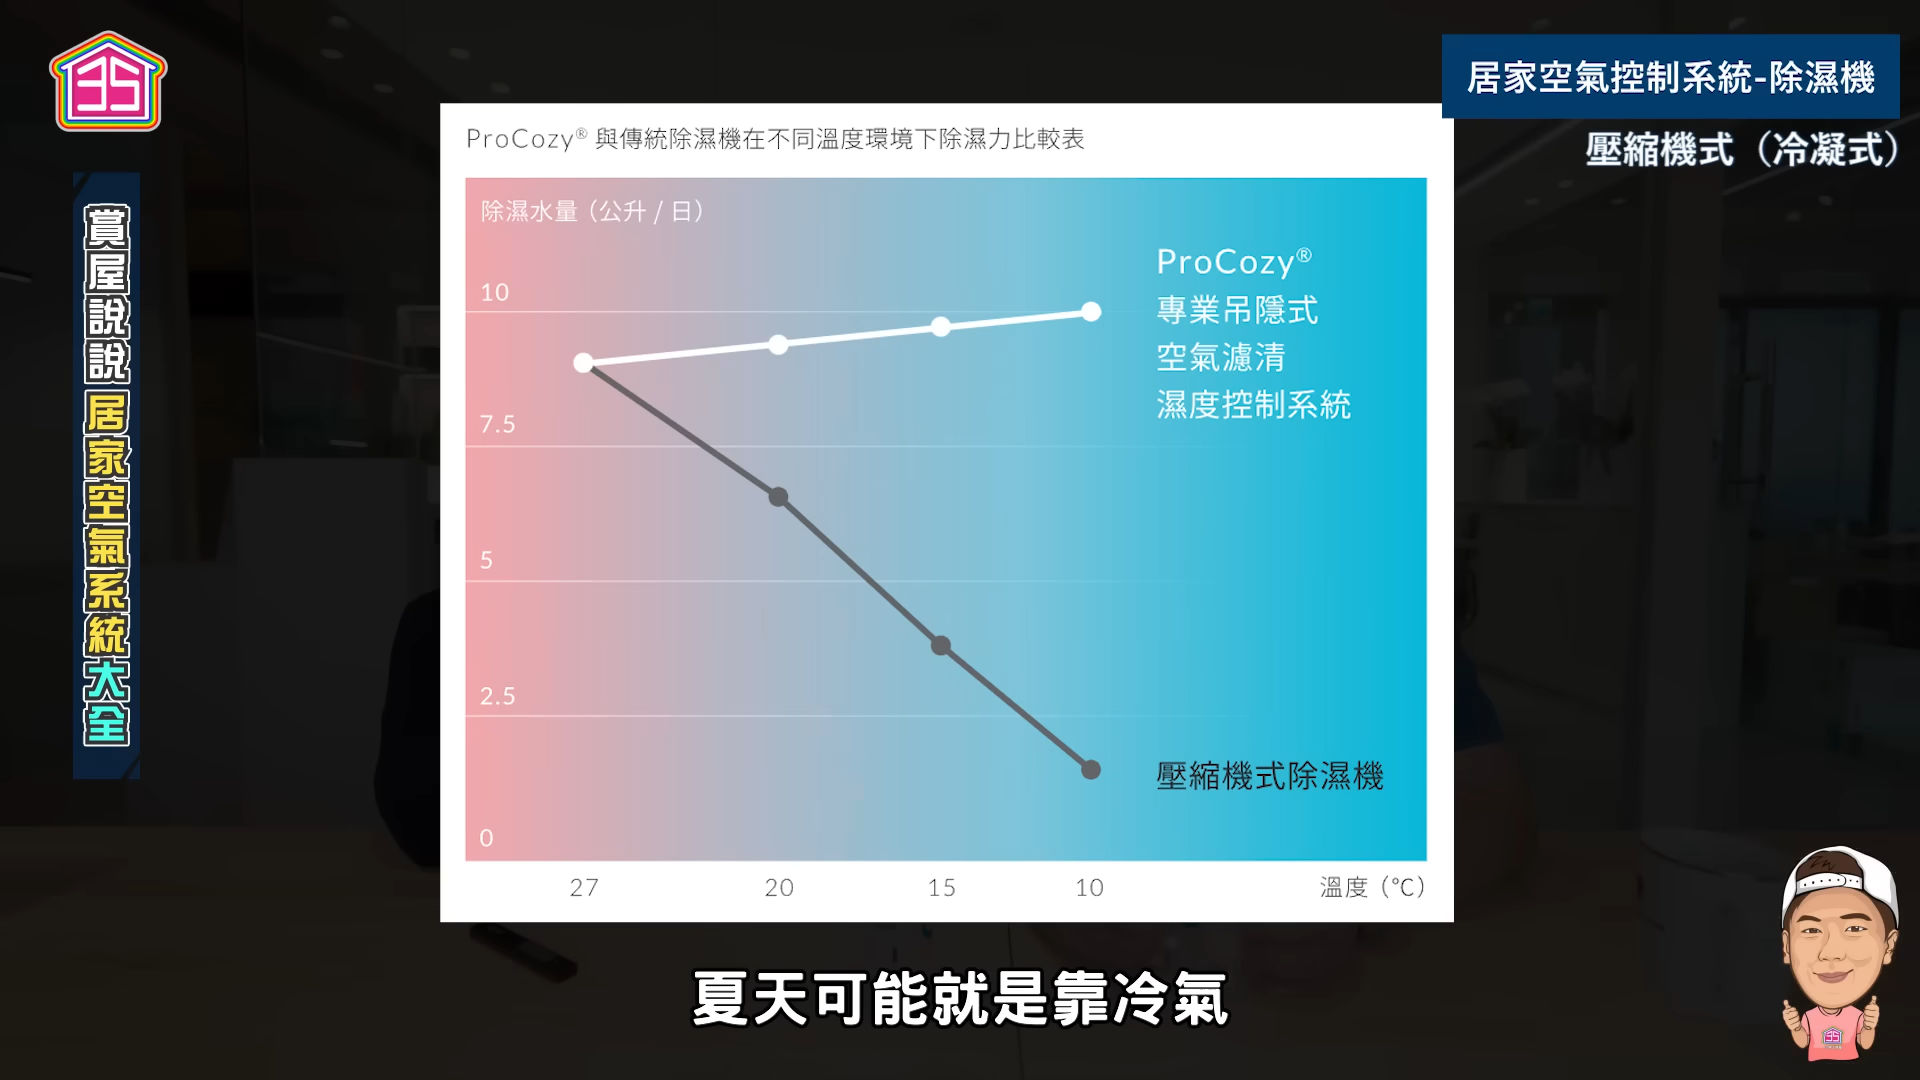 居家空氣控制系統-除濕機
壓縮機式（冷凝式）
賞屋說說居家空氣系統大全
ProCozy® 與傳統除濕機在不同溫度環境下除濕力比較表
除濕水量（公升 / 日）
10
7.5
5
2.5
0
ProCozy®
專業吊隱式
空氣濾清
濕度控制系統
壓縮機式除濕機
27 20 15 10 溫度（℃）
夏天可能就是靠冷氣